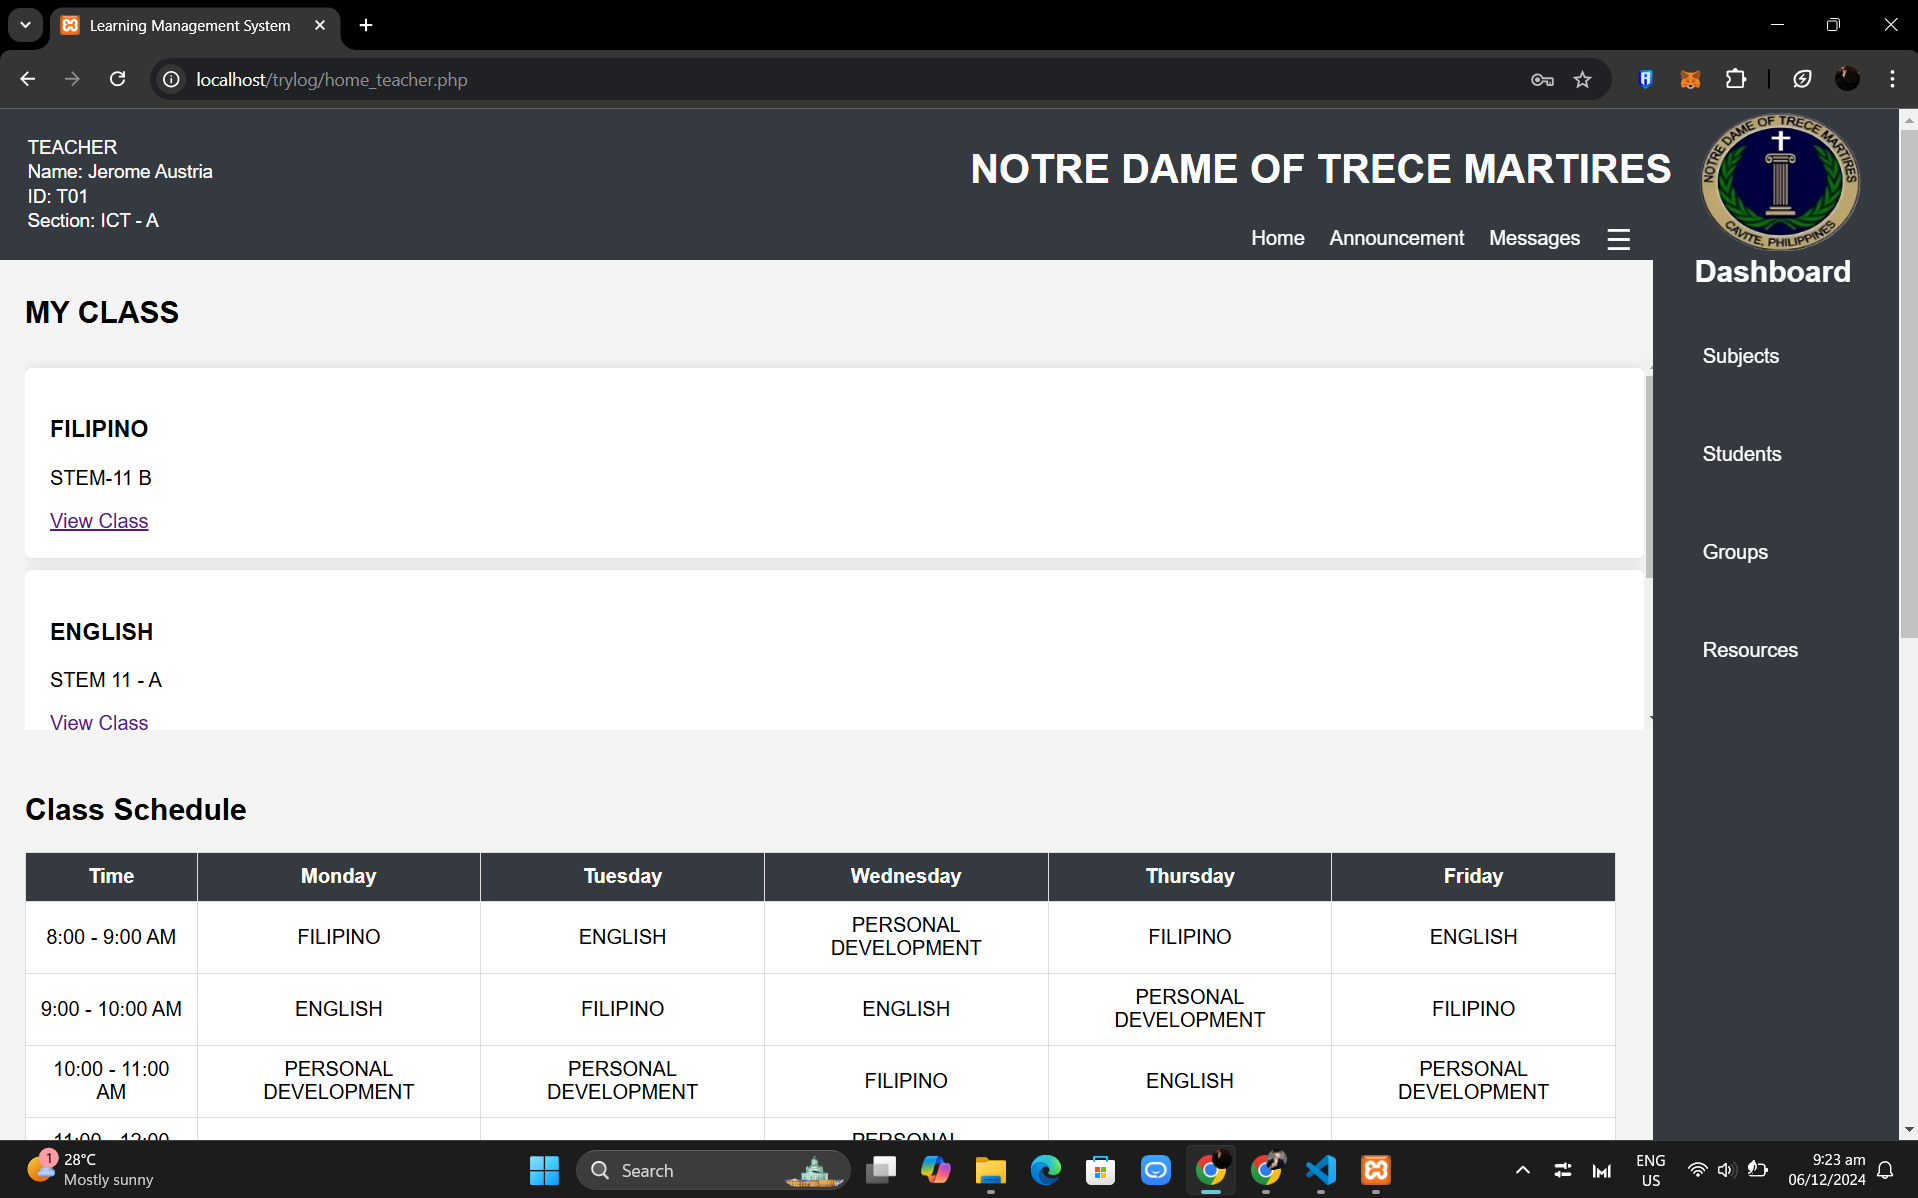 Learning Management System
localhost/trylog/home_teacher.php
TEACHER
Name: Jerome Austria
ID: T01
Section: ICT - A
NOTRE DAME OF TRECE MARTIRES
NOTRE DAME OF TRECE MARTIRES
CAVITE, PHILIPPINES
Home Announcement Messages
Dashboard
Subjects
Students
Groups
Resources
MY CLASS
FILIPINO
STEM-11 B
View Class
ENGLISH
STEM 11 - A
View Class
Class Schedule
Time Monday Tuesday Wednesday Thursday Friday
8:00 - 9:00 AM FILIPINO ENGLISH PERSONAL DEVELOPMENT FILIPINO ENGLISH
9:00 - 10:00 AM ENGLISH FILIPINO ENGLISH PERSONAL DEVELOPMENT FILIPINO
10:00 - 11:00 AM PERSONAL DEVELOPMENT PERSONAL DEVELOPMENT FILIPINO ENGLISH PERSONAL DEVELOPMENT
11:00 - 12:00 PERSONAL
1
28°C
Mostly sunny
Search
ENG
US
9:23 am
06/12/2024